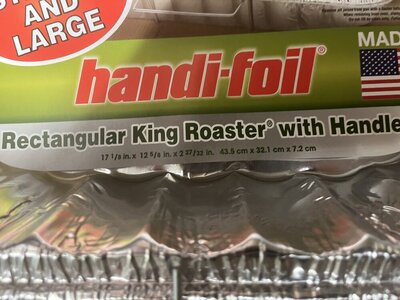 AND
LARGE
handi-foil®
MAD
Rectangular King Roaster® with Handle
17 1/8 in. x 12 5/8 in. x 2 27/32 in. 43.5 cm x 32.1 cm x 7.2 cm